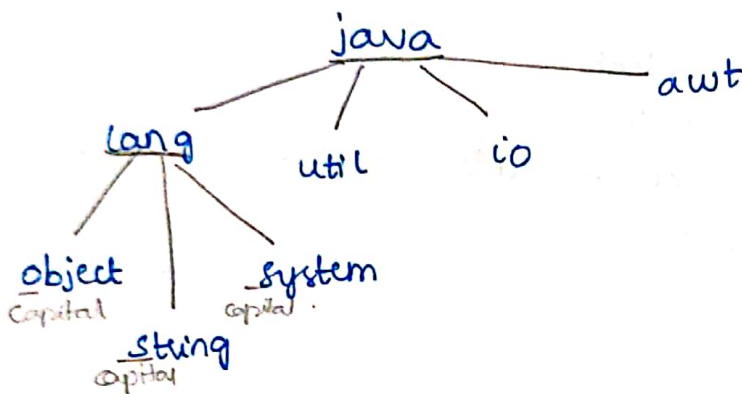 java
awt
lang
util
io
object
system
Capital
capital
string
capital